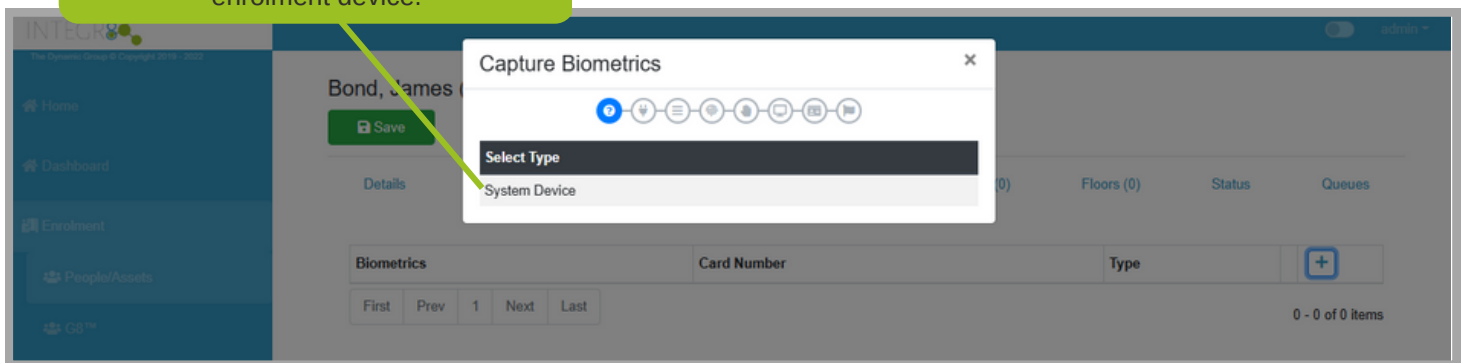 enrolment device.
INTEGR8
The Dynamic Group © Copyright 2019 - 2022
admin
Capture Biometrics ×
Bond, James (
Home
Save
Select Type
Dashboard
Details
System Device
(0) Floors (0) Status Queues
Enrolment
Biometrics Card Number Type +
People/Assets
First Prev 1 Next Last
0 - 0 of 0 items
G8™